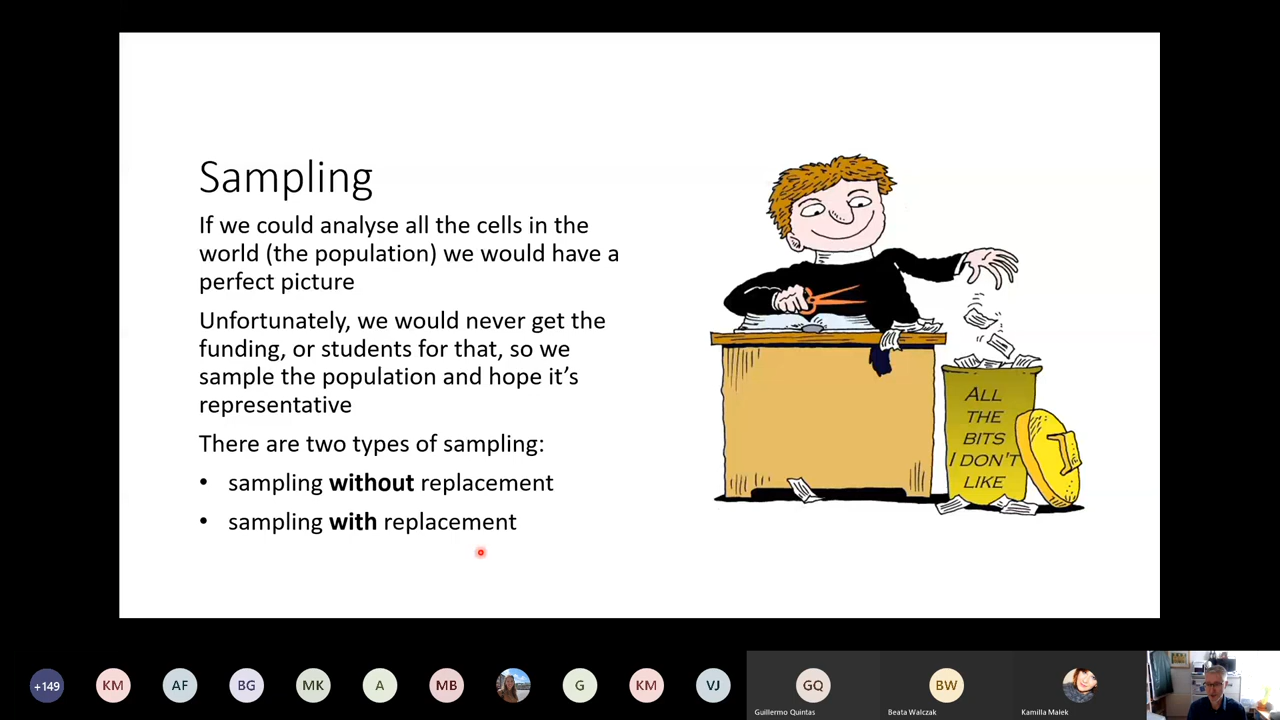 Sampling
If we could analyse all the cells in the
world (the population) we would have a
perfect picture
Unfortunately, we would never get the
funding, or students for that, so we
sample the population and hope it's
representative
There are two types of sampling:
• sampling without replacement
• sampling with replacement
ALL
THE
BITS
I DON'T
LIKE
+149
KM
AF
BG
MK
A
MB
G
KM
VJ
GQ
BW
Guillermo Quintas
Beata Walczak
Kamilla Małek